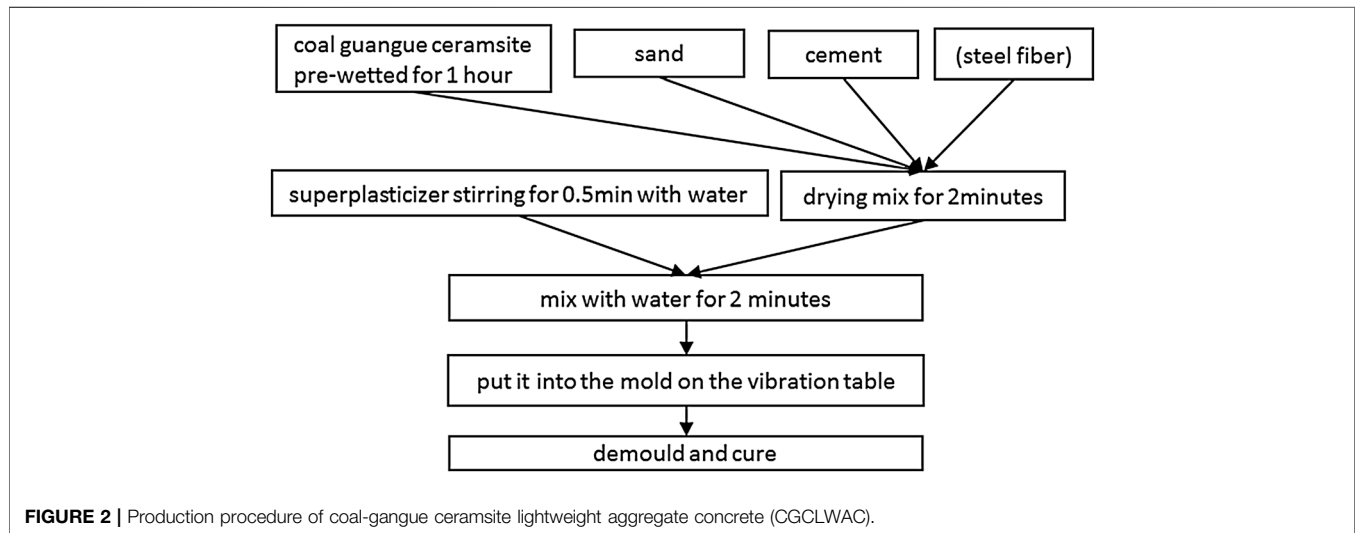 coal guangue ceramsite
pre-wetted for 1 hour
sand
cement
(steel fiber)
superplasticizer stirring for 0.5min with water
drying mix for 2minutes
mix with water for 2 minutes
put it into the mold on the vibration table
demould and cure
FIGURE 2 | Production procedure of coal-gangue ceramsite lightweight aggregate concrete (CGCLWAC).